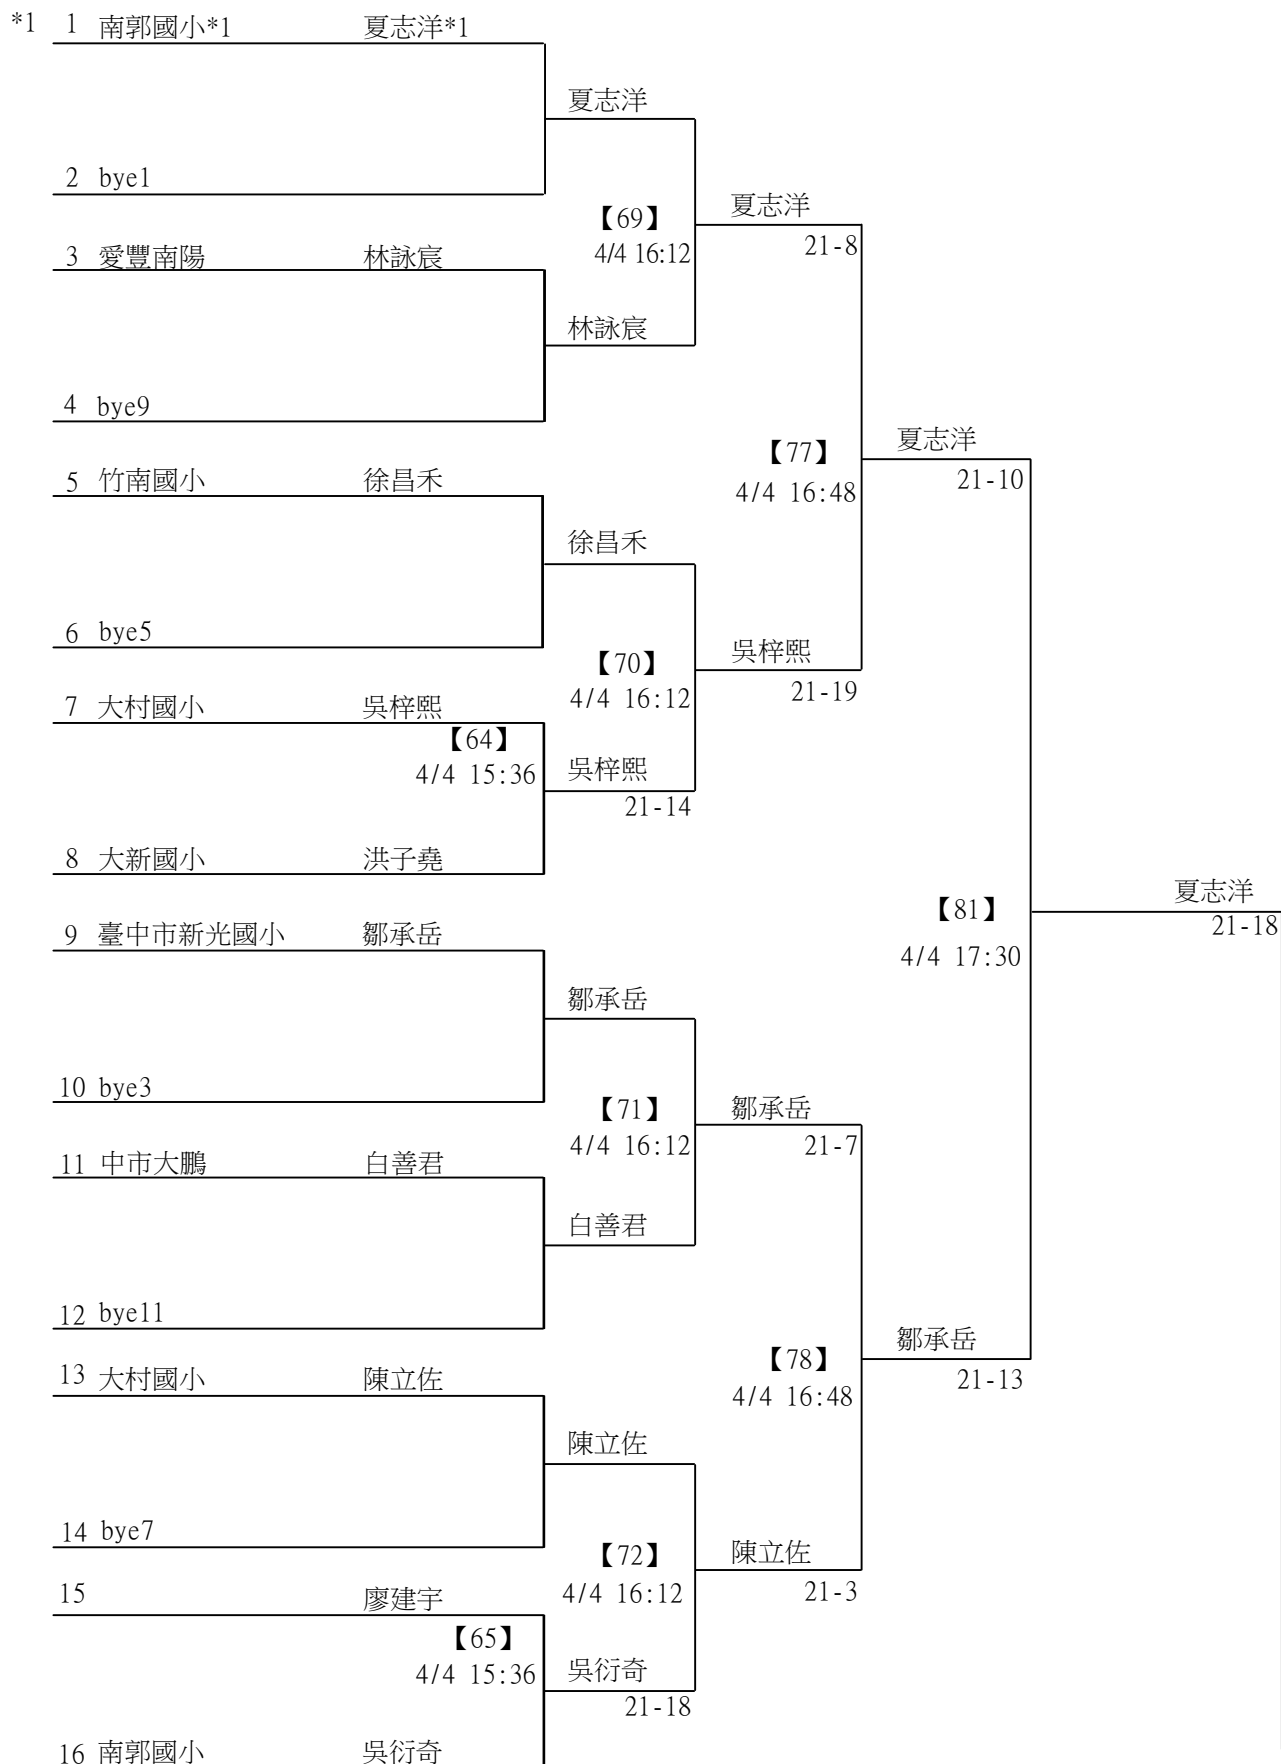 *1 1 南郭國小*1 夏志洋*1
夏志洋
2 bye1
【69】 夏志洋
4/4 16:12 21-8
3 愛豐南陽 林詠宸
林詠宸
4 bye9
【77】 夏志洋
4/4 16:48 21-10
5 竹南國小 徐昌禾
徐昌禾
6 bye5
【70】 吳梓熙
4/4 16:12 21-19
7 大村國小 吳梓熙
【64】
4/4 15:36 吳梓熙
21-14
8 大新國小 洪子堯
【81】 夏志洋
4/4 17:30 21-18
9 臺中市新光國小 鄒承岳
鄒承岳
10 bye3
【71】 鄒承岳
4/4 16:12 21-7
11 中市大鵬 白善君
白善君
12 bye11
【78】 鄒承岳
4/4 16:48 21-13
13 大村國小 陳立佐
陳立佐
14 bye7
【72】 陳立佐
4/4 16:12 21-3
15 廖建宇
【65】
4/4 15:36 吳衍奇
21-18
16 南郭國小 吳衍奇